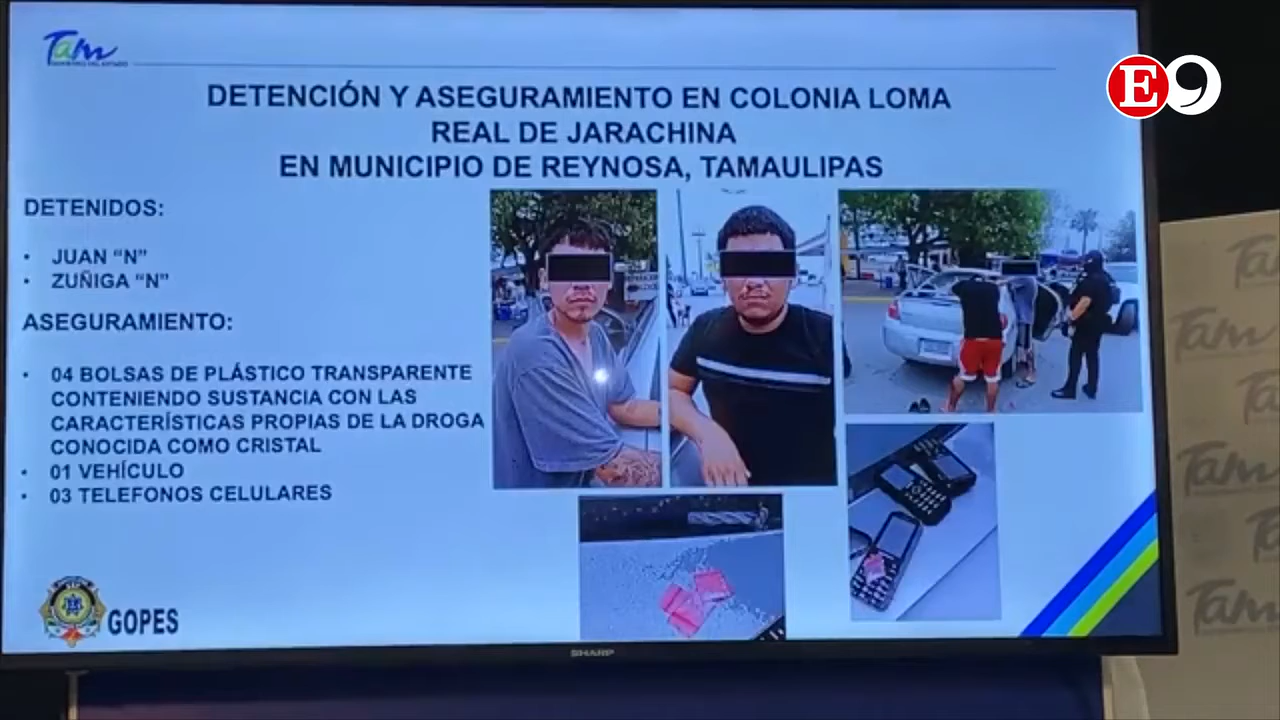 Tam
E9
DETENCIÓN Y ASEGURAMIENTO EN COLONIA LOMA
REAL DE JARACHINA
EN MUNICIPIO DE REYNOSA, TAMAULIPAS
DETENIDOS:
• JUAN “N”
• ZUÑIGA “N”
ASEGURAMIENTO:
• 04 BOLSAS DE PLÁSTICO TRANSPARENTE
CONTENIENDO SUSTANCIA CON LAS
CARACTERÍSTICAS PROPIAS DE LA DROGA
CONOCIDA COMO CRISTAL
• 01 VEHÍCULO
• 03 TELEFONOS CELULARES
GOPES
SHARP
Tam
Tam
Tam
Tam
Tam
Tam